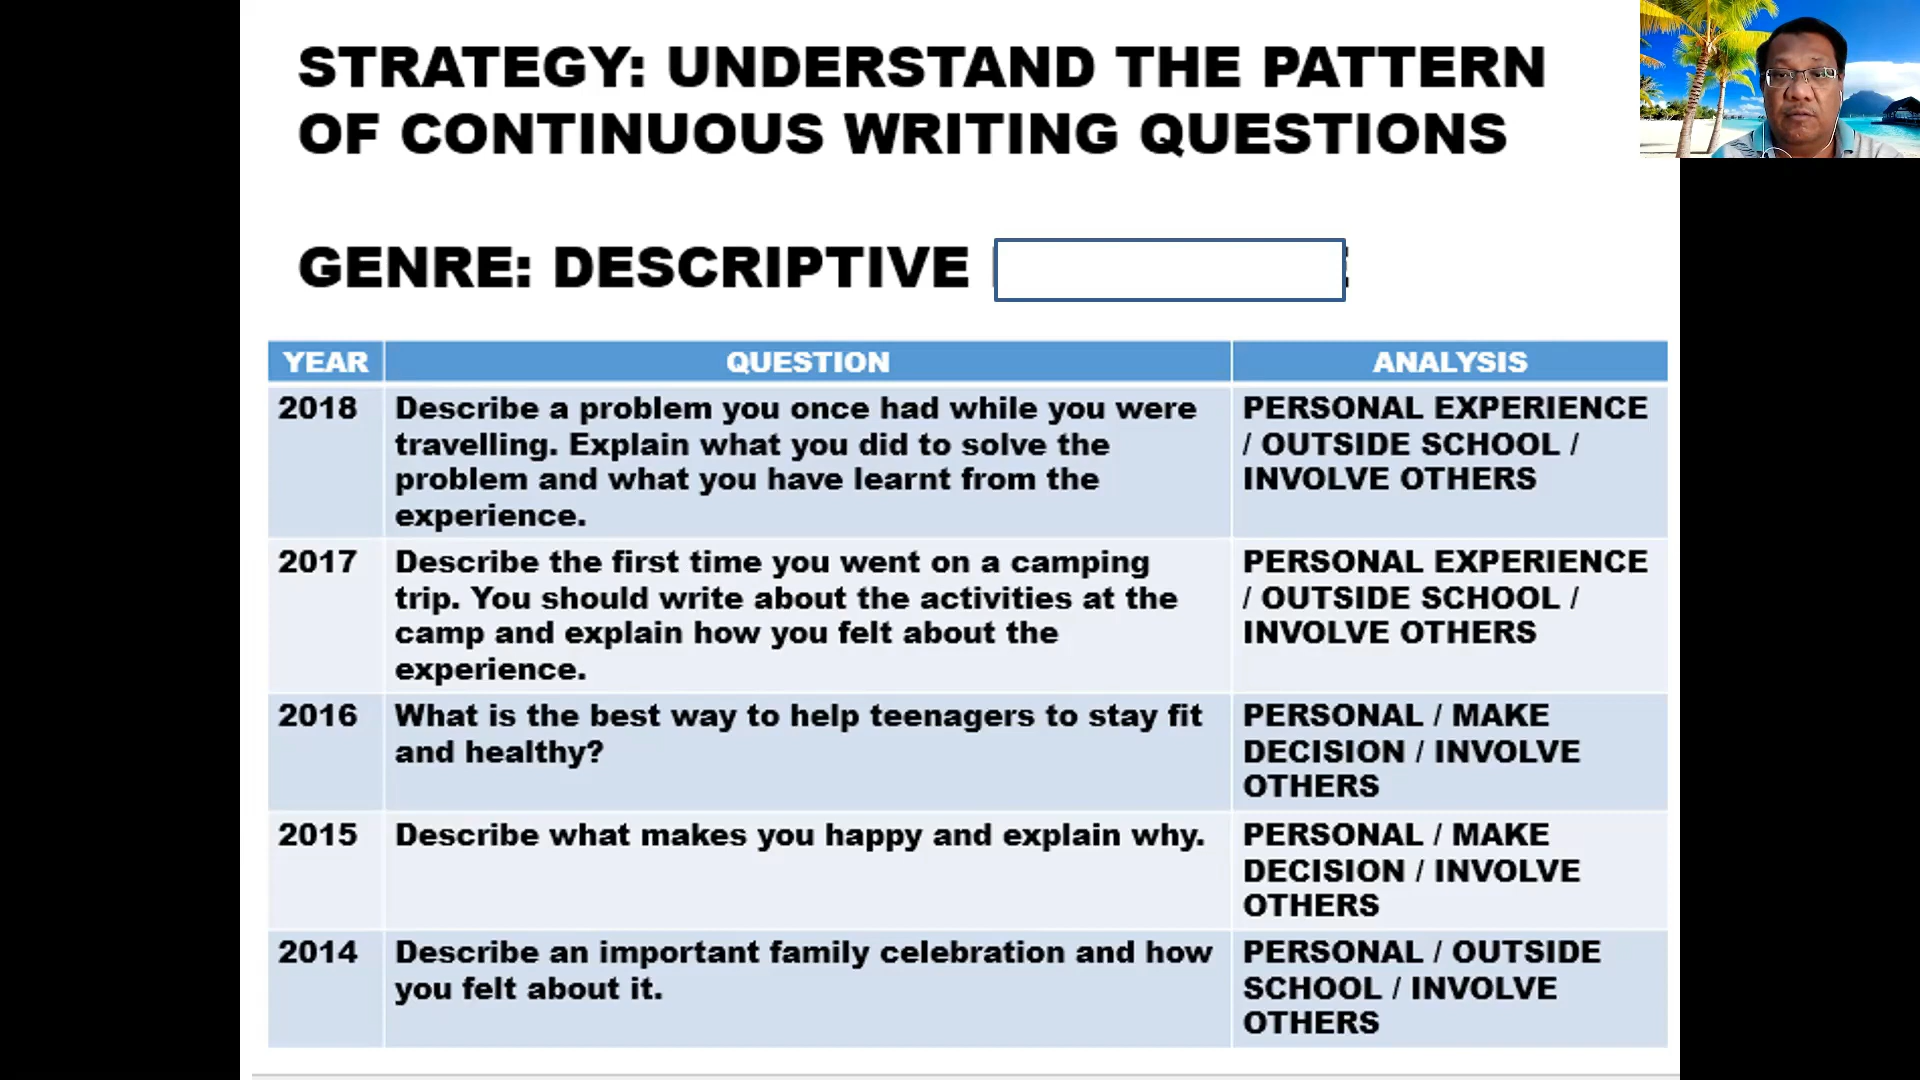 STRATEGY: UNDERSTAND THE PATTERN
OF CONTINUOUS WRITING QUESTIONS
GENRE: DESCRIPTIVE
YEAR QUESTION ANALYSIS
2018 Describe a problem you once had while you were PERSONAL EXPERIENCE
travelling. Explain what you did to solve the / OUTSIDE SCHOOL /
problem and what you have learnt from the INVOLVE OTHERS
experience.
2017 Describe the first time you went on a camping PERSONAL EXPERIENCE
trip. You should write about the activities at the / OUTSIDE SCHOOL /
camp and explain how you felt about the INVOLVE OTHERS
experience.
2016 What is the best way to help teenagers to stay fit PERSONAL / MAKE
and healthy? DECISION / INVOLVE
OTHERS
2015 Describe what makes you happy and explain why. PERSONAL / MAKE
DECISION / INVOLVE
OTHERS
2014 Describe an important family celebration and how PERSONAL / OUTSIDE
you felt about it. SCHOOL / INVOLVE
OTHERS